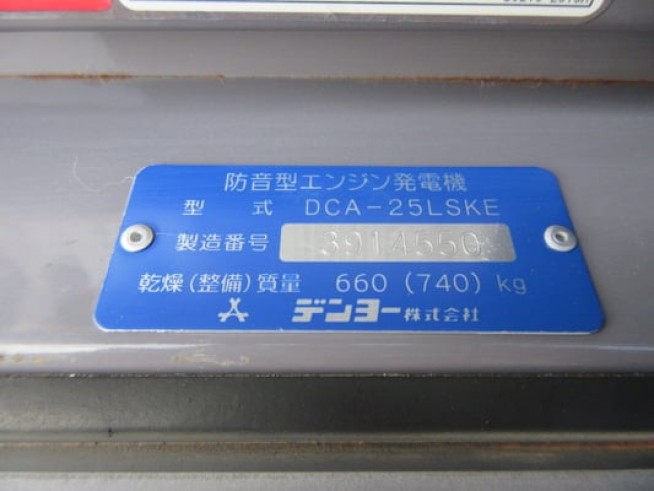 防音型エンジン発電機
型式 DCA-25LSKE
製造番号 3914550
乾燥(整備)質量 660(740)kg
デンヨー株式会社